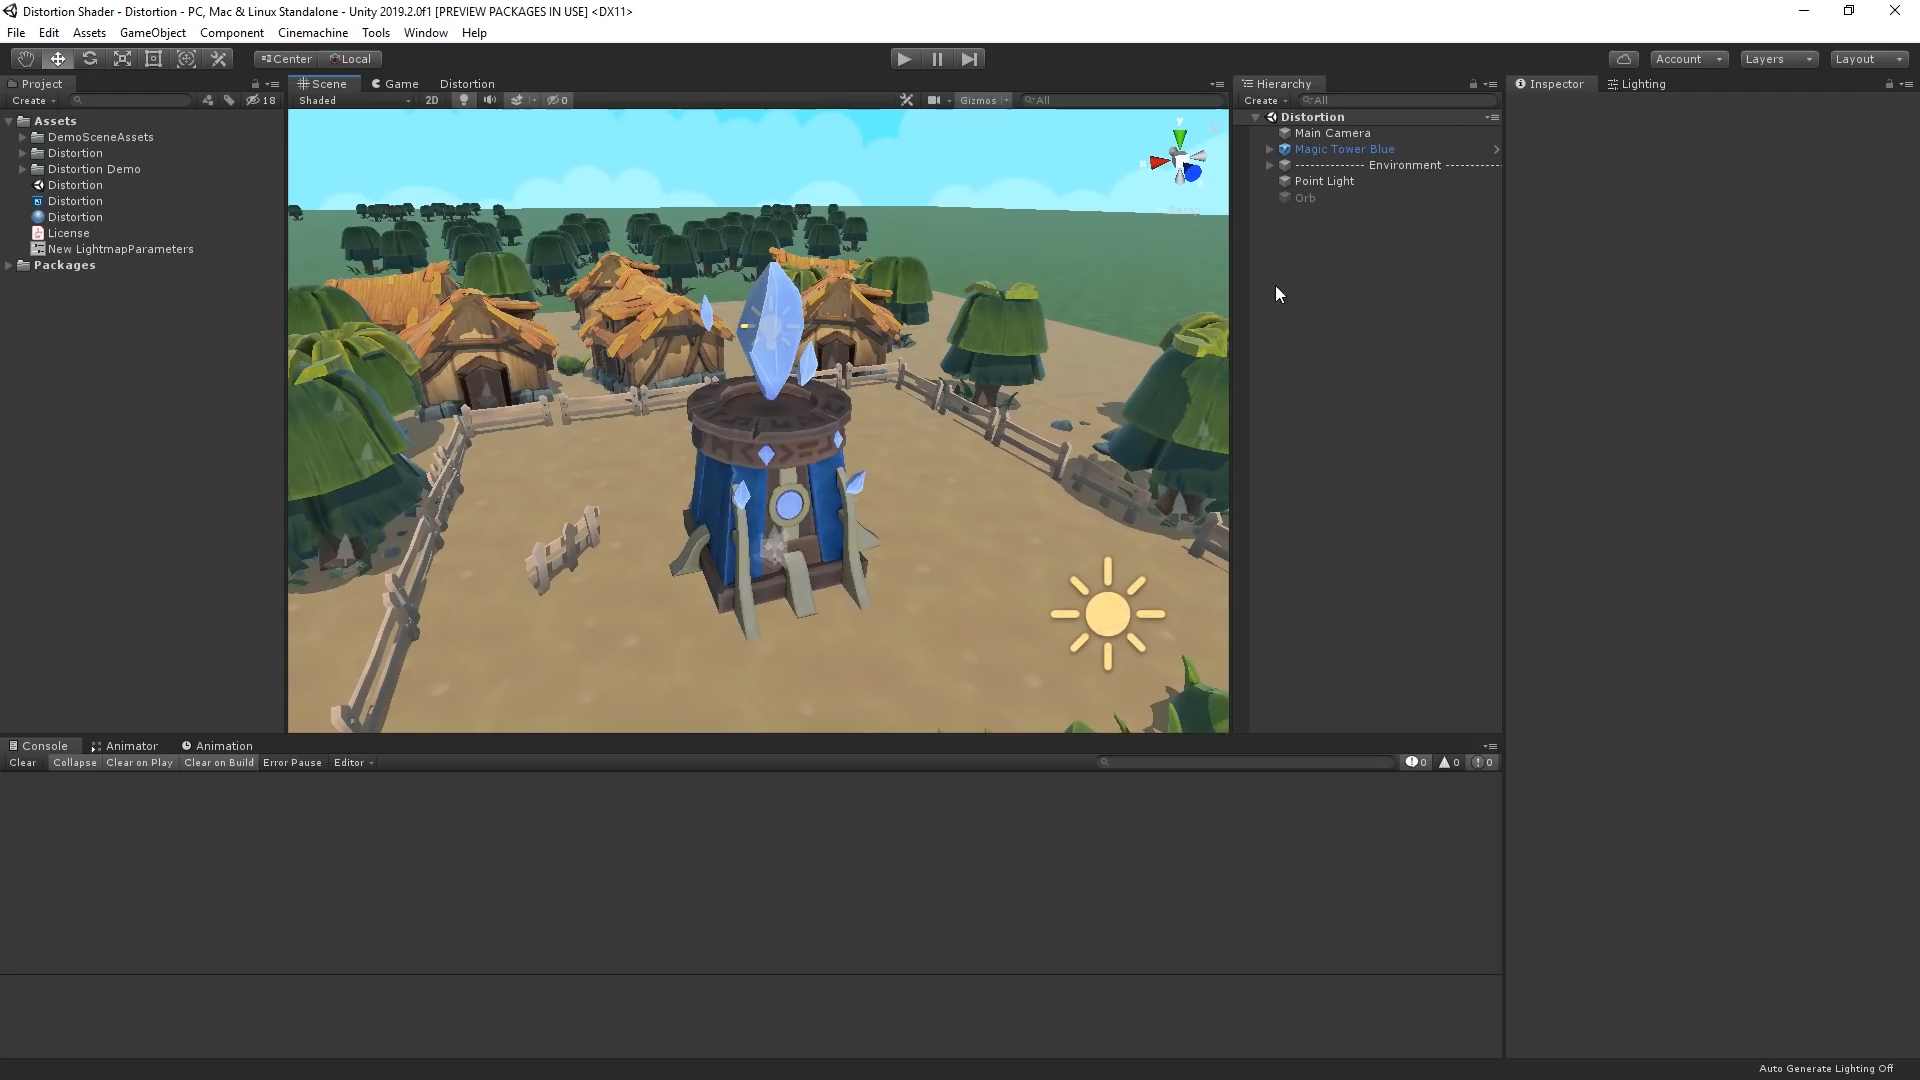 Distortion Shader - Distortion - PC, Mac & Linux Standalone - Unity 2019.2.0f1 [PREVIEW PACKAGES IN USE] <DX11>
File Edit Assets GameObject Component Cinemachine Tools Window Help
Center Local Account Layers Layout
Project Scene Game Distortion Hierarchy Inspector Lighting
Create 18 Shaded 2D 0 Gizmos All Create All
Assets
DemoSceneAssets
Distortion
Distortion Demo
Distortion
Distortion
Distortion
License
New LightmapParameters
Packages
y
x
Distortion
Main Camera
Magic Tower Blue
------------- Environment -----------
Point Light
Orb
Console Animator Animation
Clear Collapse Clear on Play Clear on Build Error Pause Editor 0 0 0
Auto Generate Lighting Off